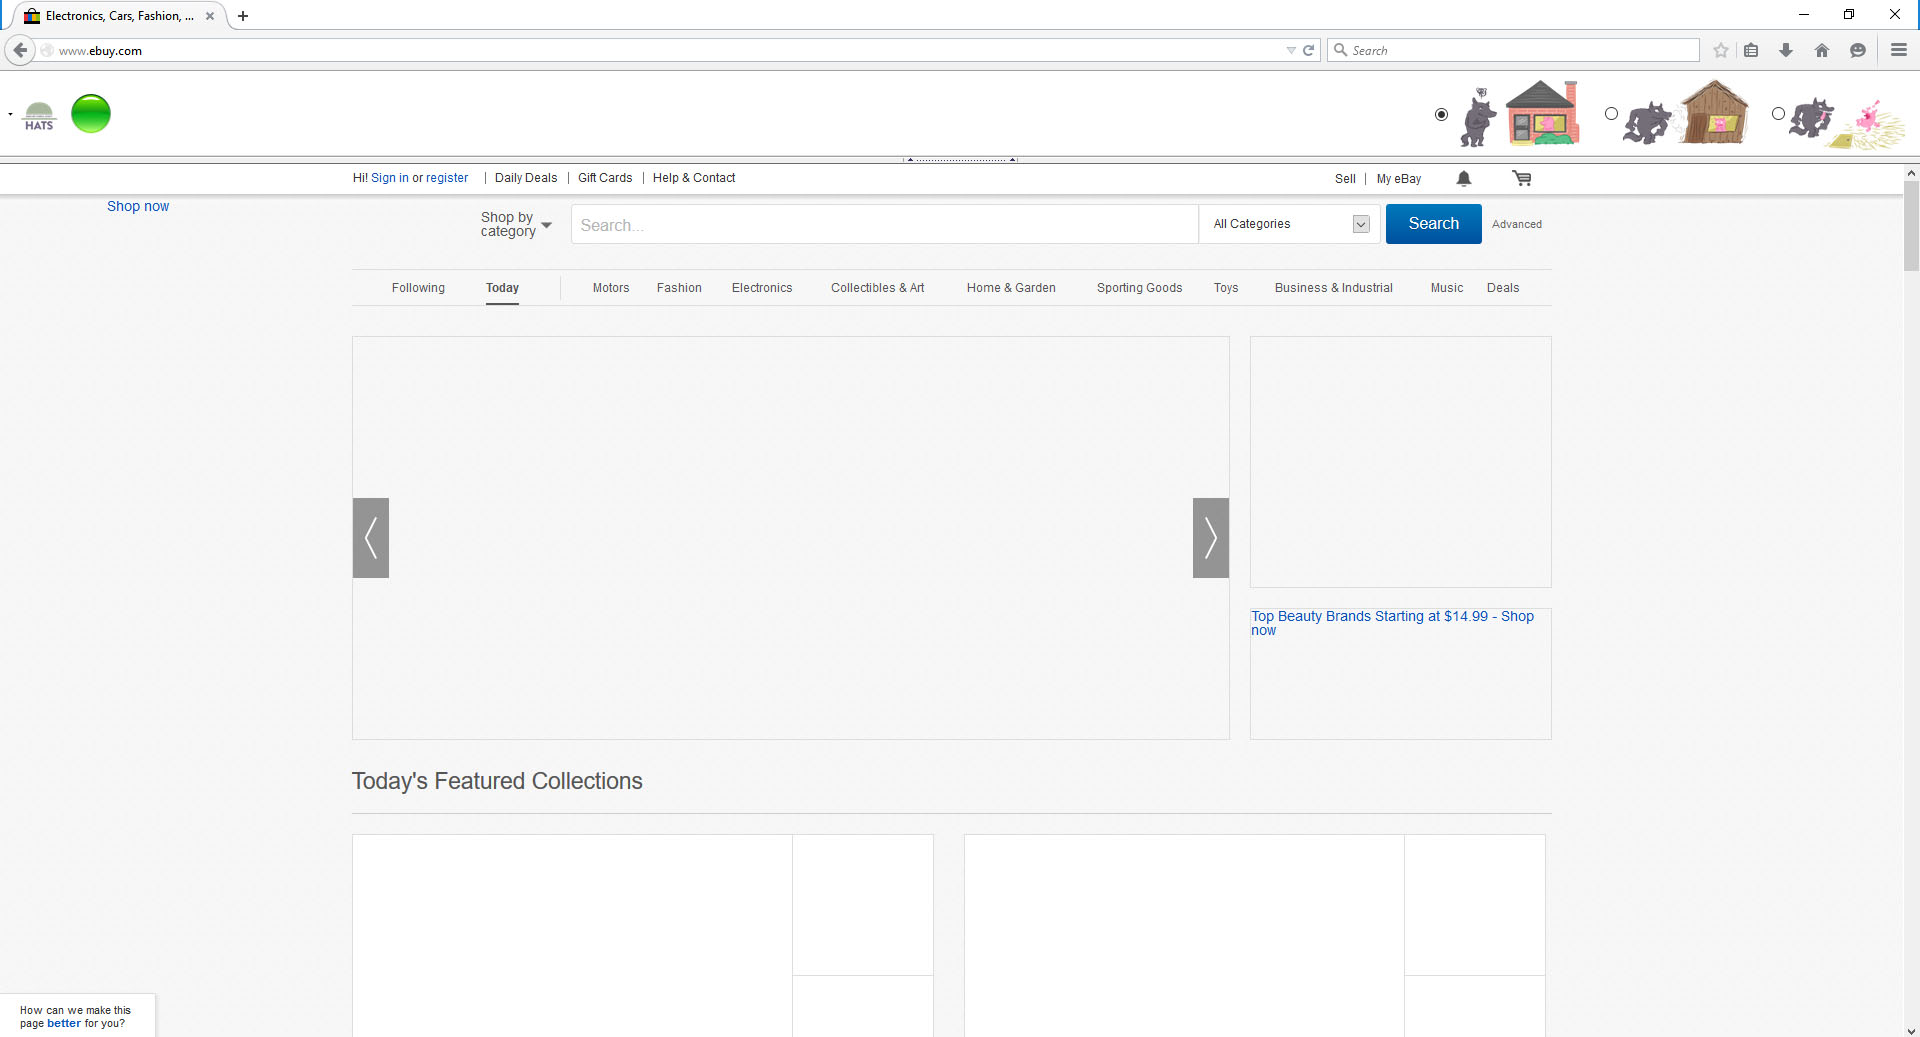 Electronics, Cars, Fashion, ...
www.ebuy.com
Search
HATS
Hi! Sign in or register
Daily Deals
Gift Cards
Help & Contact
Sell
My eBay
Shop now
Shop by
category
Search...
All Categories
Search
Advanced
Following
Today
Motors
Fashion
Electronics
Collectibles & Art
Home & Garden
Sporting Goods
Toys
Business & Industrial
Music
Deals
Top Beauty Brands Starting at $14.99 - Shop
now
Today's Featured Collections
How can we make this
page better for you?